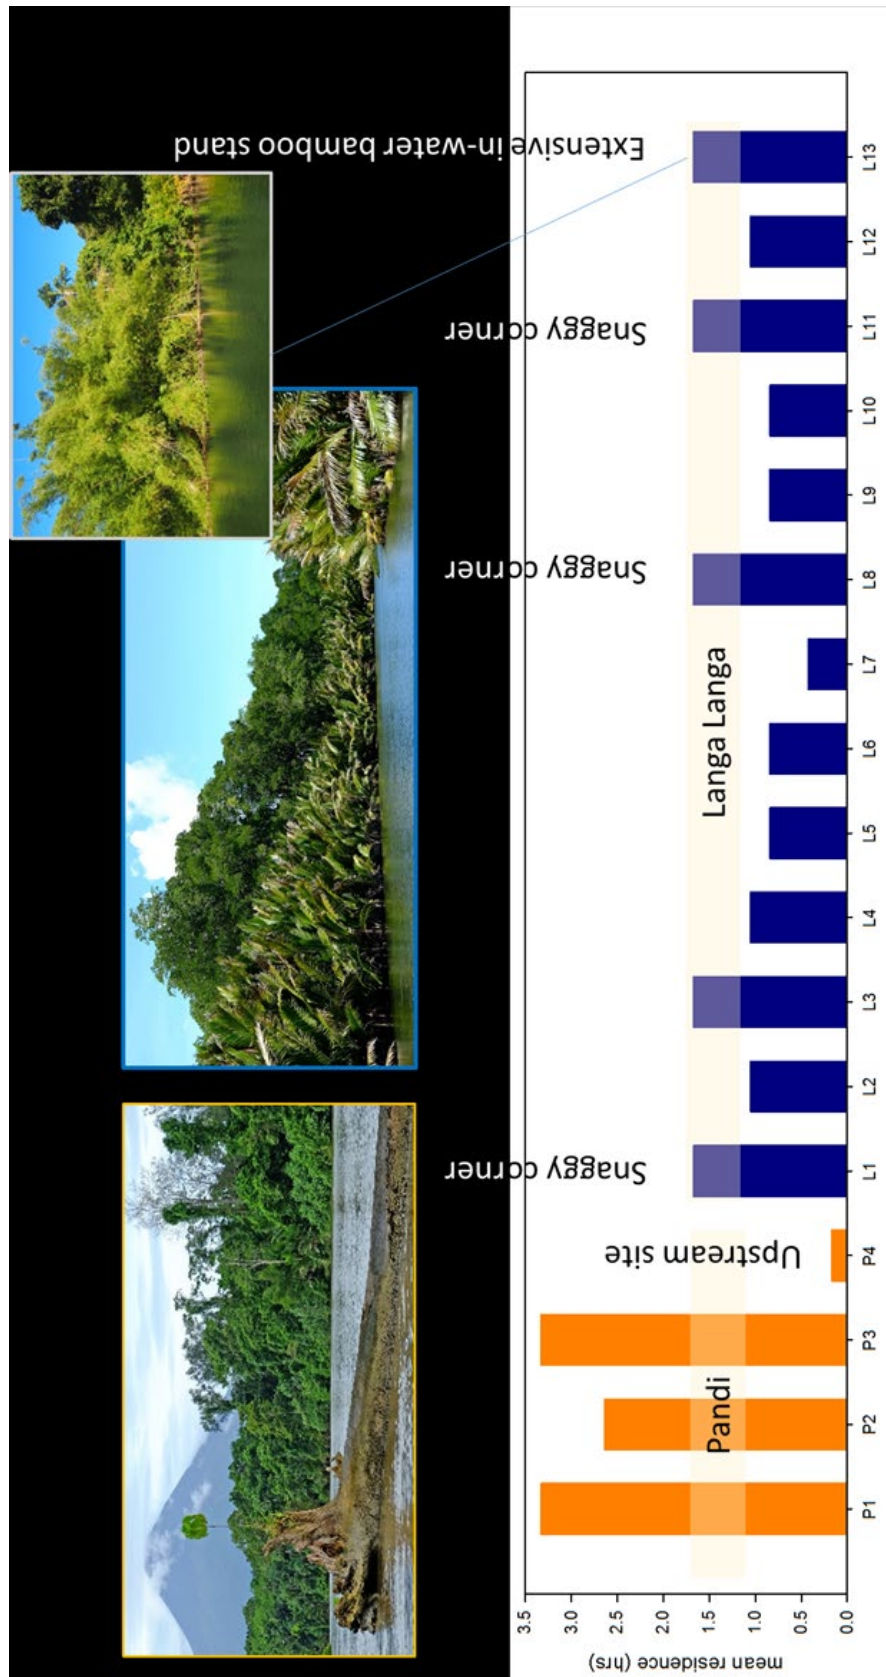 Extensive in-water bamboo stand
Snaggy corner
Snaggy corner
Snaggy corner
Upstream site
Pandi
Langa Langa
mean residence (hrs)
3.5
3.0
2.5
2.0
1.5
1.0
0.5
0.0
P1
P2
P3
P4
L1
L2
L3
L4
L5
L6
L7
L8
L9
L10
L11
L12
L13